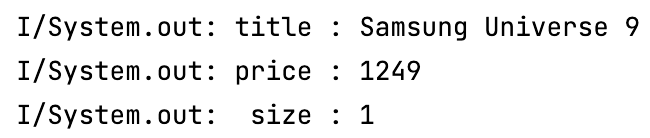 I/System.out: title : Samsung Universe 9
I/System.out: price : 1249
I/System.out:  size : 1